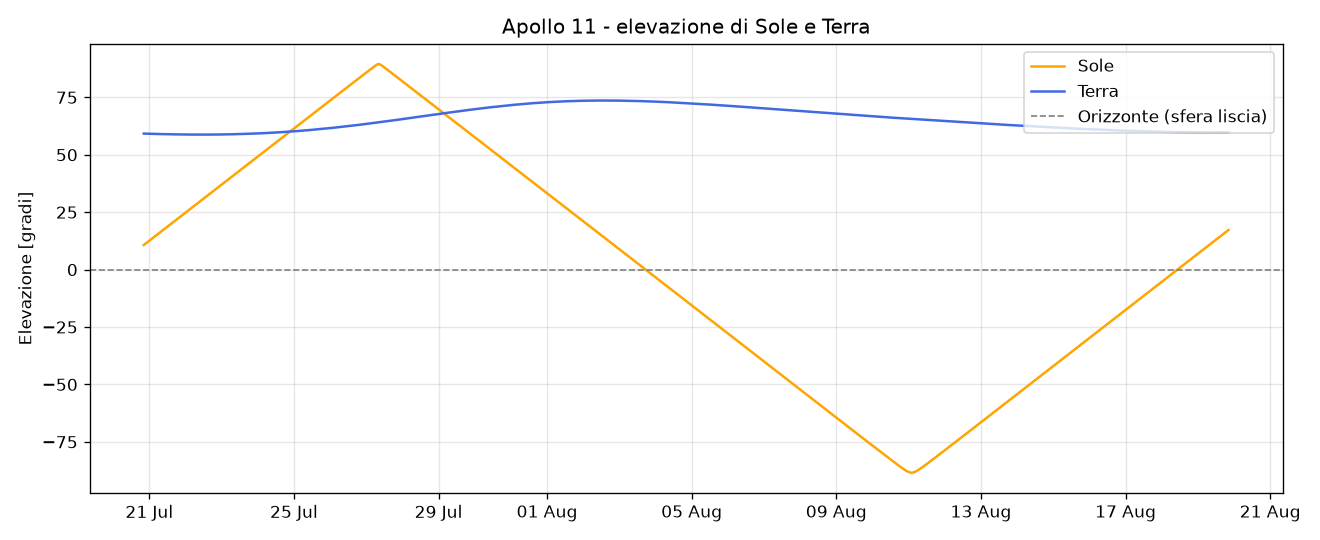 Apollo 11 - elevazione di Sole e Terra
Sole
Terra
Orizzonte (sfera liscia)
Elevazione [gradi]
75
50
25
0
−25
−50
−75
21 Jul
25 Jul
29 Jul
01 Aug
05 Aug
09 Aug
13 Aug
17 Aug
21 Aug